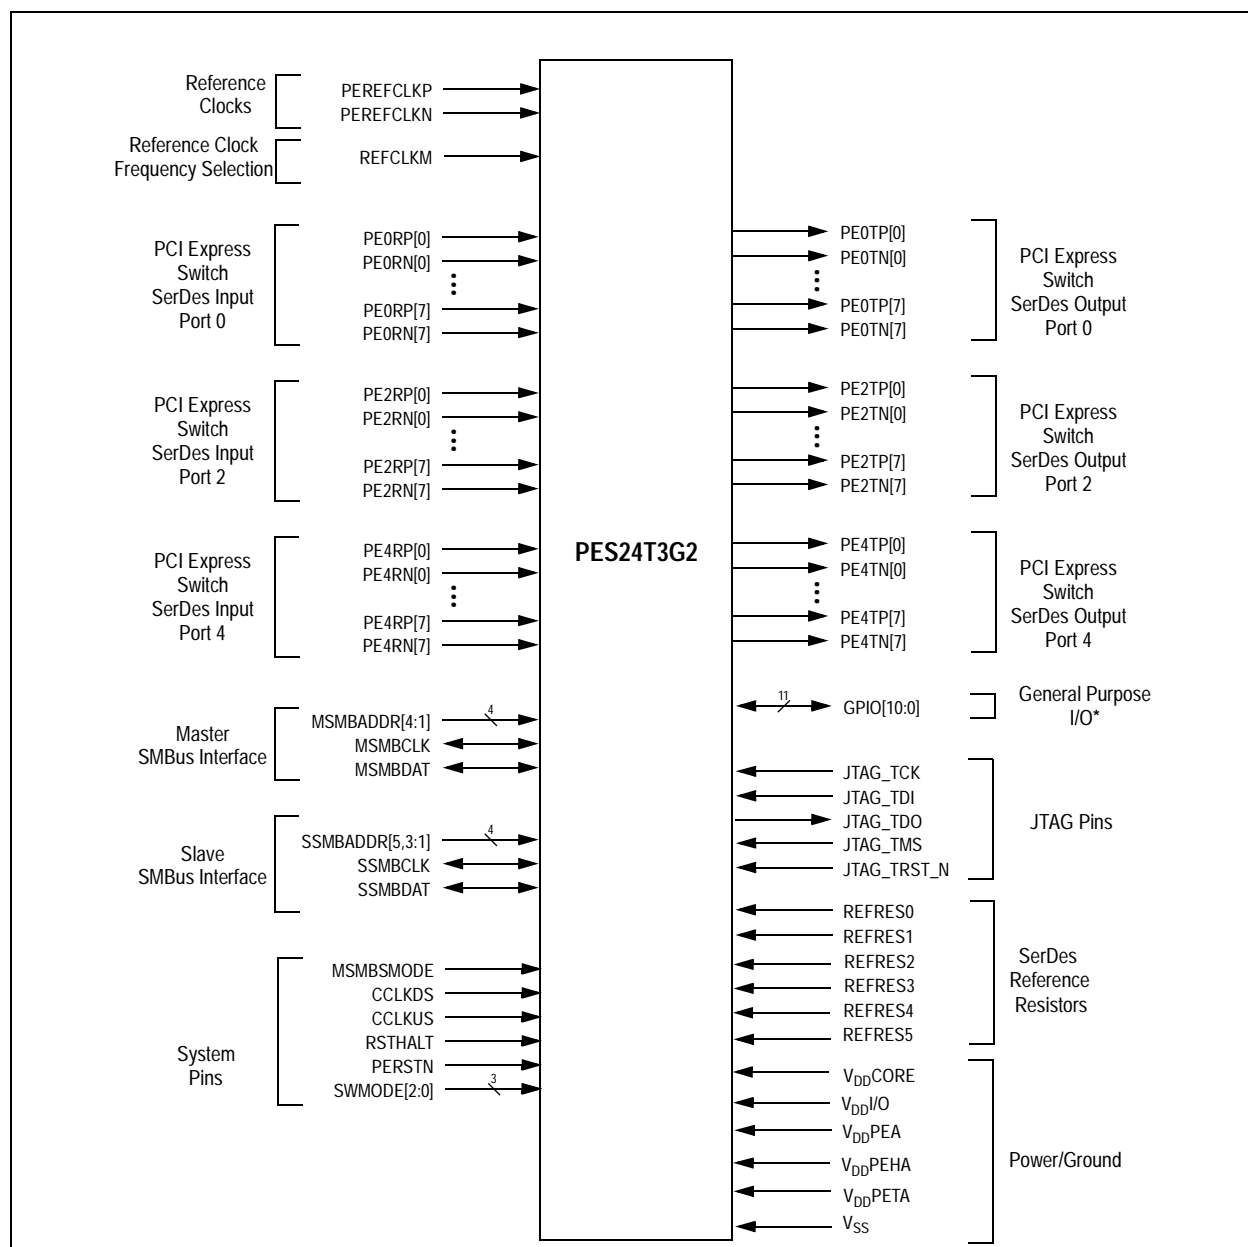 Reference
Clocks
PEREFCLKP
PEREFCLKN
Reference Clock
Frequency Selection
REFCLKM
PCI Express
Switch
SerDes Input
Port 0
PE0RP[0]
PE0RN[0]
PE0RP[7]
PE0RN[7]
PCI Express
Switch
SerDes Input
Port 2
PE2RP[0]
PE2RN[0]
PE2RP[7]
PE2RN[7]
PCI Express
Switch
SerDes Input
Port 4
PE4RP[0]
PE4RN[0]
PE4RP[7]
PE4RN[7]
Master
SMBus Interface
MSMBADDR[4:1] 4
MSMBCLK
MSMBDAT
Slave
SMBus Interface
SSMBADDR[5,3:1] 4
SSMBCLK
SSMBDAT
System
Pins
MSMBSMODE
CCLKDS
CCLKUS
RSTHALT
PERSTN
SWMODE[2:0] 3
PES24T3G2
PE0TP[0]
PE0TN[0]
PE0TP[7]
PE0TN[7]
PCI Express
Switch
SerDes Output
Port 0
PE2TP[0]
PE2TN[0]
PE2TP[7]
PE2TN[7]
PCI Express
Switch
SerDes Output
Port 2
PE4TP[0]
PE4TN[0]
PE4TP[7]
PE4TN[7]
PCI Express
Switch
SerDes Output
Port 4
11 GPIO[10:0]
General Purpose
I/O*
JTAG_TCK
JTAG_TDI
JTAG_TDO
JTAG_TMS
JTAG_TRST_N
JTAG Pins
REFRES0
REFRES1
REFRES2
REFRES3
REFRES4
REFRES5
SerDes
Reference
Resistors
VDDCORE
VDDI/O
VDDPEA
VDDPEHA
VDDPETA
VSS
Power/Ground